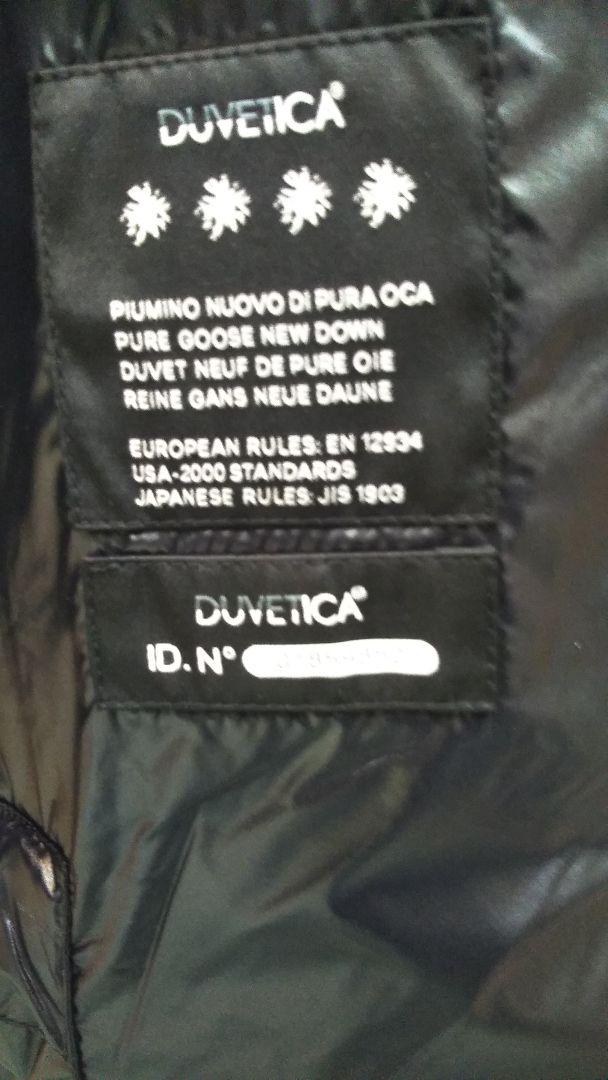 DUVETICA®
PIUMINO NUOVO DI PURA OCA
PURE GOOSE NEW DOWN
DUVET NEUF DE PURE OIE
REINE GANS NEUE DAUNE
EUROPEAN RULES: EN 12934
USA-2000 STANDARDS
JAPANESE RULES: JIS 1903
DUVETICA®
ID. N°